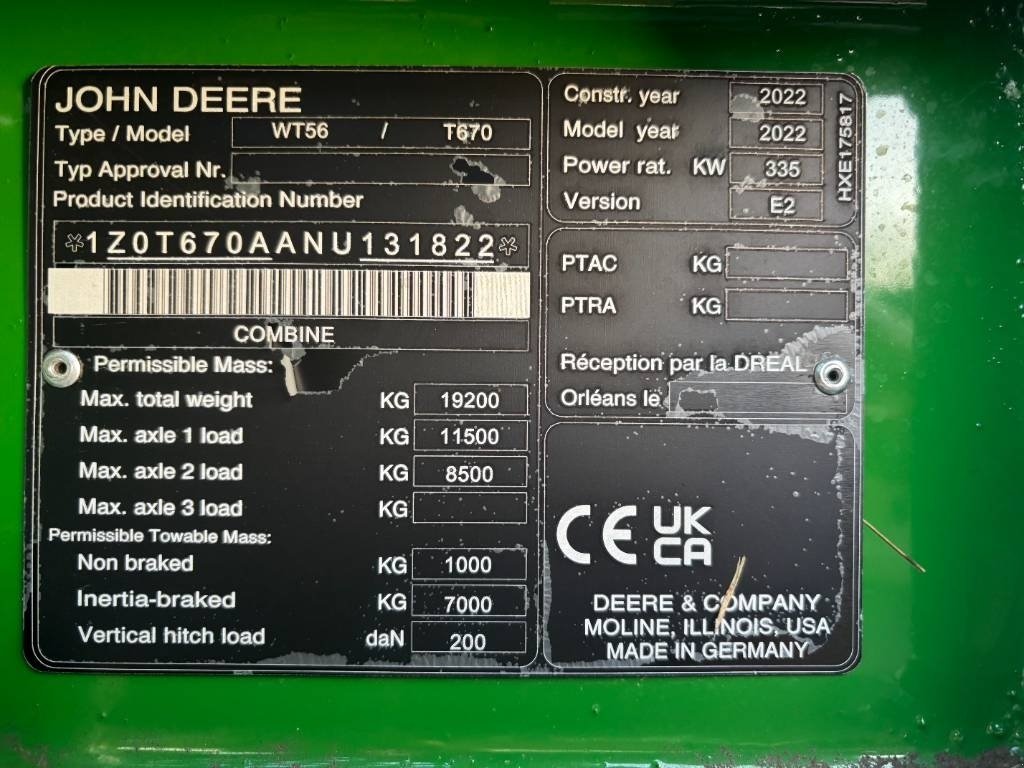 JOHN DEERE
Type / Model WT56 / T670
Typ Approval Nr.
Product Identification Number
*1Z0T670AANU131822*
COMBINE
Permissible Mass:
Max. total weight KG 19200
Max. axle 1 load KG 11500
Max. axle 2 load KG 8500
Max. axle 3 load KG
Permissible Towable Mass:
Non braked KG 1000
Inertia-braked KG 7000
Vertical hitch load daN 200
Constr. year 2022
Model year 2022
Power rat. KW 335
Version E2
HXE175817
PTAC KG
PTRA KG
Réception par la DREAL
Orléans le
CE UK
CA
DEERE & COMPANY
MOLINE, ILLINOIS, USA
MADE IN GERMANY